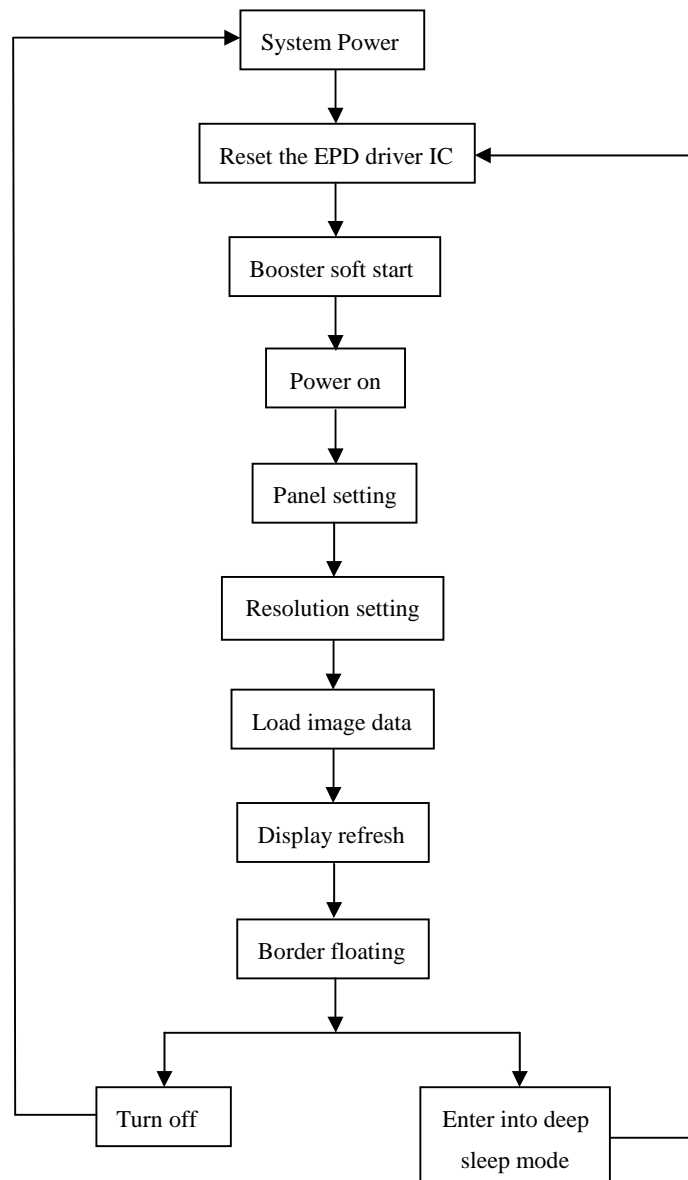 System Power
Reset the EPD driver IC
Booster soft start
Power on
Panel setting
Resolution setting
Load image data
Display refresh
Border floating
Turn off
Enter into deep
sleep mode